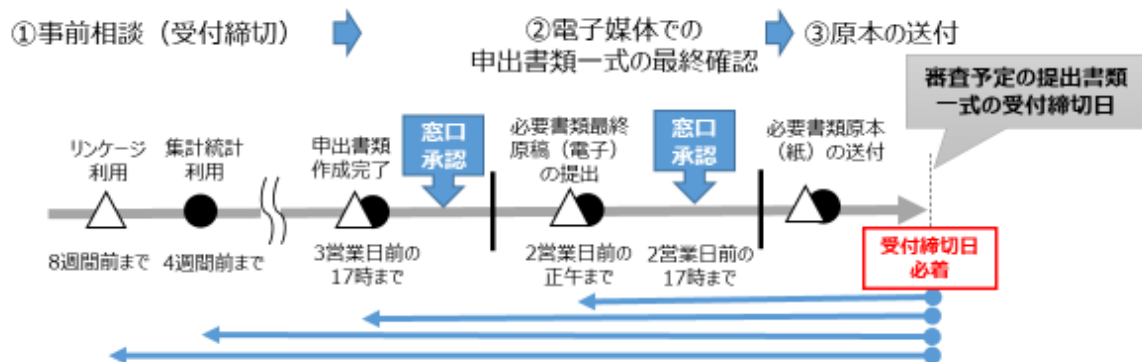 ①事前相談（受付締切）
②電子媒体での
申出書類一式の最終確認
③原本の送付
審査予定の提出書類
一式の受付締切日
リンケージ
利用
集計統計
利用
申出書類
作成完了
窓口
承認
必要書類最終
原稿（電子）
の提出
窓口
承認
必要書類原本
（紙）の送付
8週間前まで
4週間前まで
3営業日前の
17時まで
2営業日前の
正午まで
2営業日前の
17時まで
受付締切日
必着